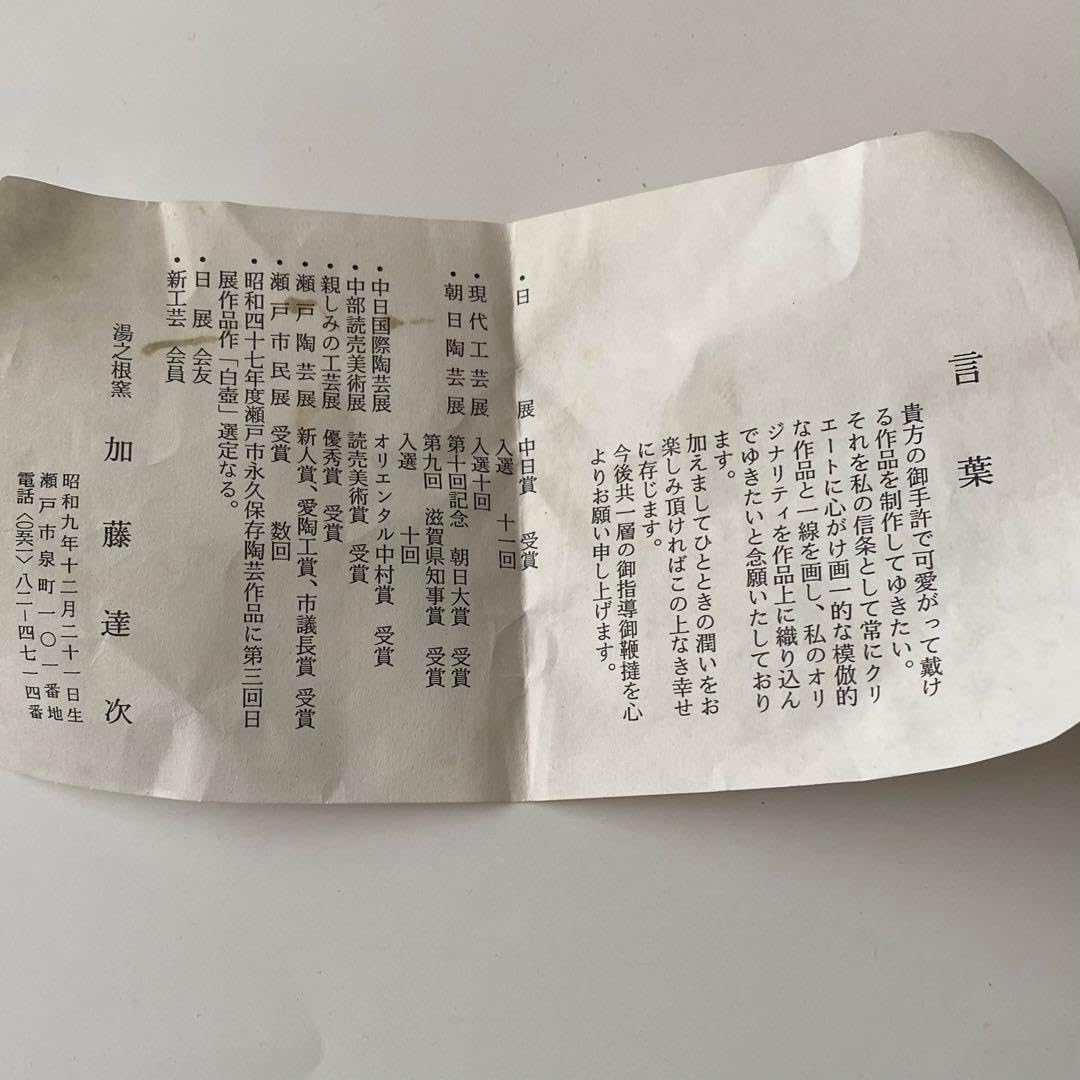 言葉
貴方の御手許で可愛がって戴け
る作品を制作してゆきたい。
それを私の信条として常にクリ
エートに心がけ画一的な模倣的
な作品と一線を画し、私のオリ
ジナリティを作品上に織り込ん
でゆきたいと念願いたしており
ます。
加えましてひとときの潤いをお
楽しみ頂ければこの上なき幸せ
に存じます。
今後共一層の御指導御鞭撻を心
よりお願い申し上げます。
・日展 中日賞 受賞
入選 十一回
・現代工芸展 入選十回
・朝日陶芸展 第十回記念 朝日大賞 受賞
第九回 滋賀県知事賞 受賞
入選 十回
・中日国際陶芸展 オリエンタル中村賞 受賞
・中部読売美術展 読売美術賞 受賞
・親しみの工芸展 優秀賞 受賞
・瀬戸陶芸展 新人賞、愛陶工賞、市議長賞 受賞
・瀬戸市民展 受賞 数回
・昭和四十七年度瀬戸市永久保存陶芸作品に第三回日
展作品作「白壺」選定なる。
・日展会友
・新工芸会員
湯之根窯 加藤達次
昭和九年十二月二十一日生
瀬戸市泉町一〇一番地
電話〈〇五六一〉八二-四七一四番